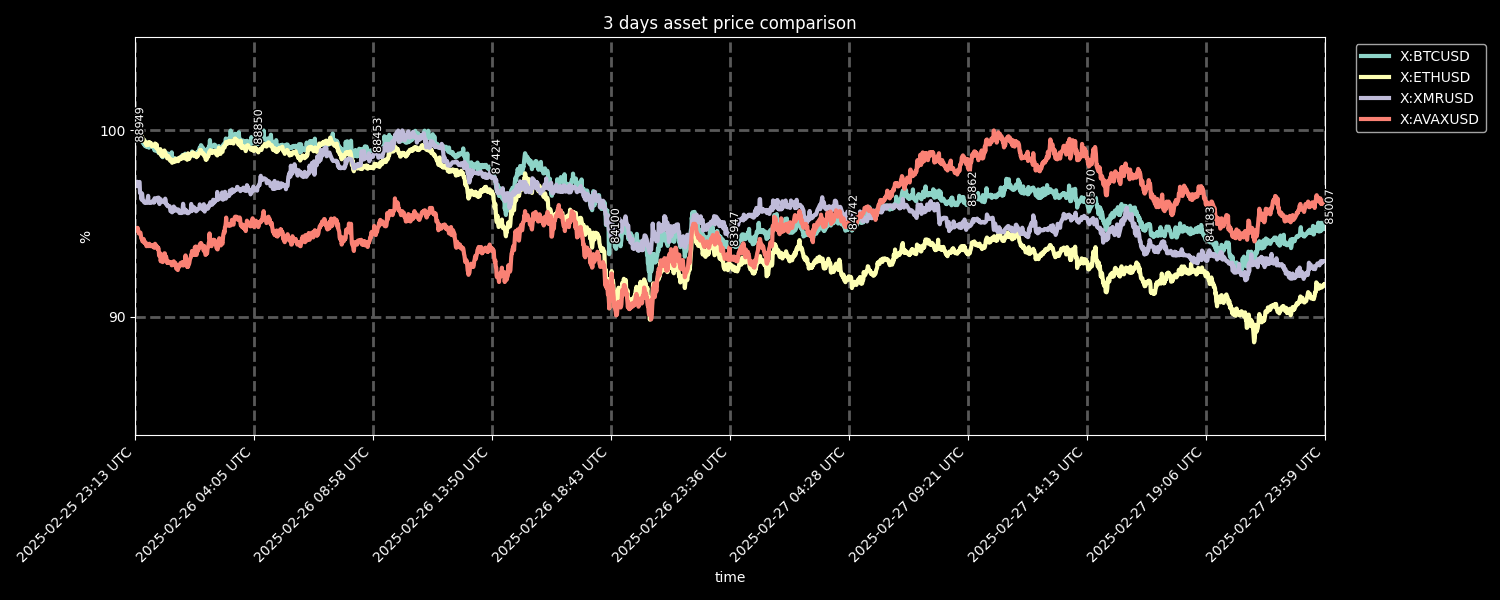 3 days asset price comparison
X:BTCUSD
X:ETHUSD
X:XMRUSD
X:AVAXUSD
100
90
%
88949
88850
88453
87424
84100
83947
84742
85862
85970
84183
85007
2025-02-25 23:13 UTC
2025-02-26 04:05 UTC
2025-02-26 08:58 UTC
2025-02-26 13:50 UTC
2025-02-26 18:43 UTC
2025-02-26 23:36 UTC
2025-02-27 04:28 UTC
2025-02-27 09:21 UTC
2025-02-27 14:13 UTC
2025-02-27 19:06 UTC
2025-02-27 23:59 UTC
time